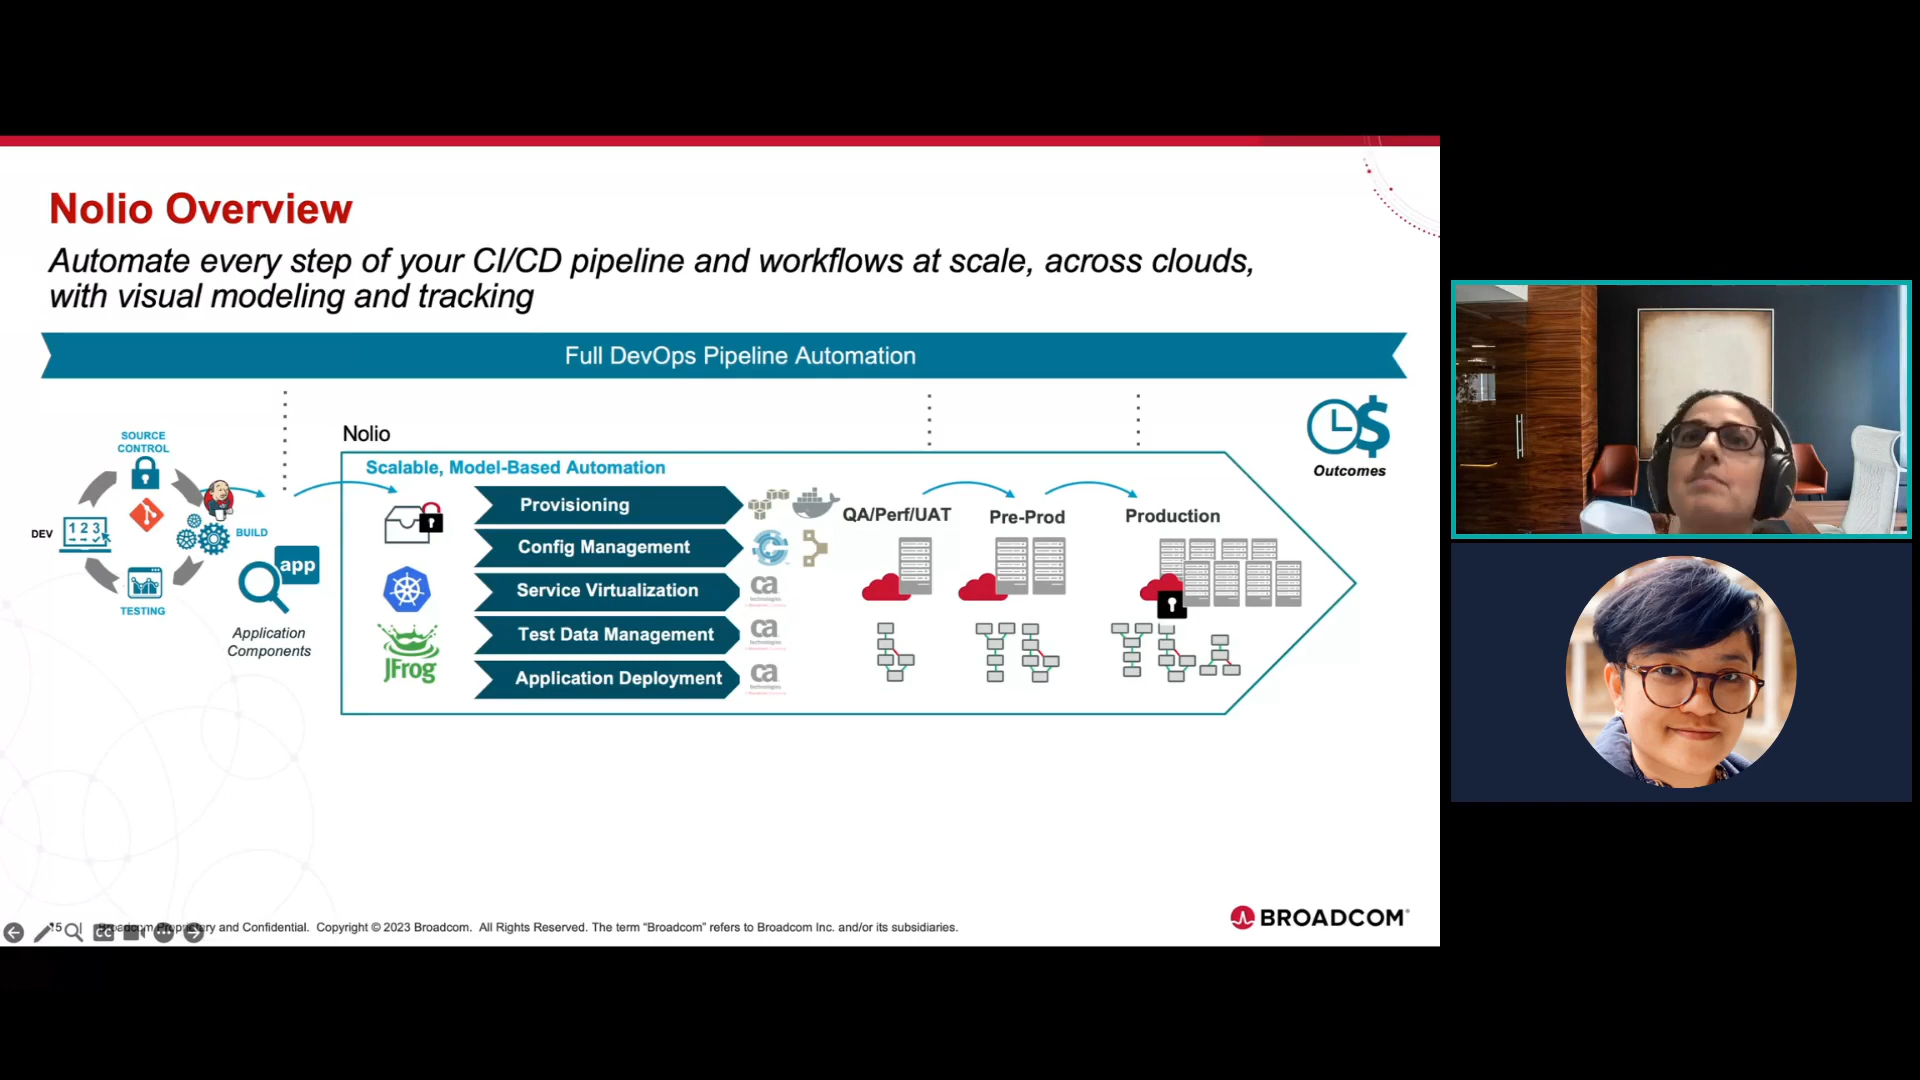 Nolio Overview
Automate every step of your CI/CD pipeline and workflows at scale, across clouds,
with visual modeling and tracking
Full DevOps Pipeline Automation
Outcomes
SOURCE
CONTROL
DEV
1 2 3
BUILD
TESTING
app
Application
Components
Nolio
Scalable, Model-Based Automation
JFrog
Provisioning
Config Management
Service Virtualization
Test Data Management
Application Deployment
ca
technologies
ca
technologies
ca
technologies
QA/Perf/UAT
Pre-Prod
Production
Broadcom Proprietary and Confidential. Copyright © 2023 Broadcom. All Rights Reserved. The term “Broadcom” refers to Broadcom Inc. and/or its subsidiaries.
CC
BROADCOM